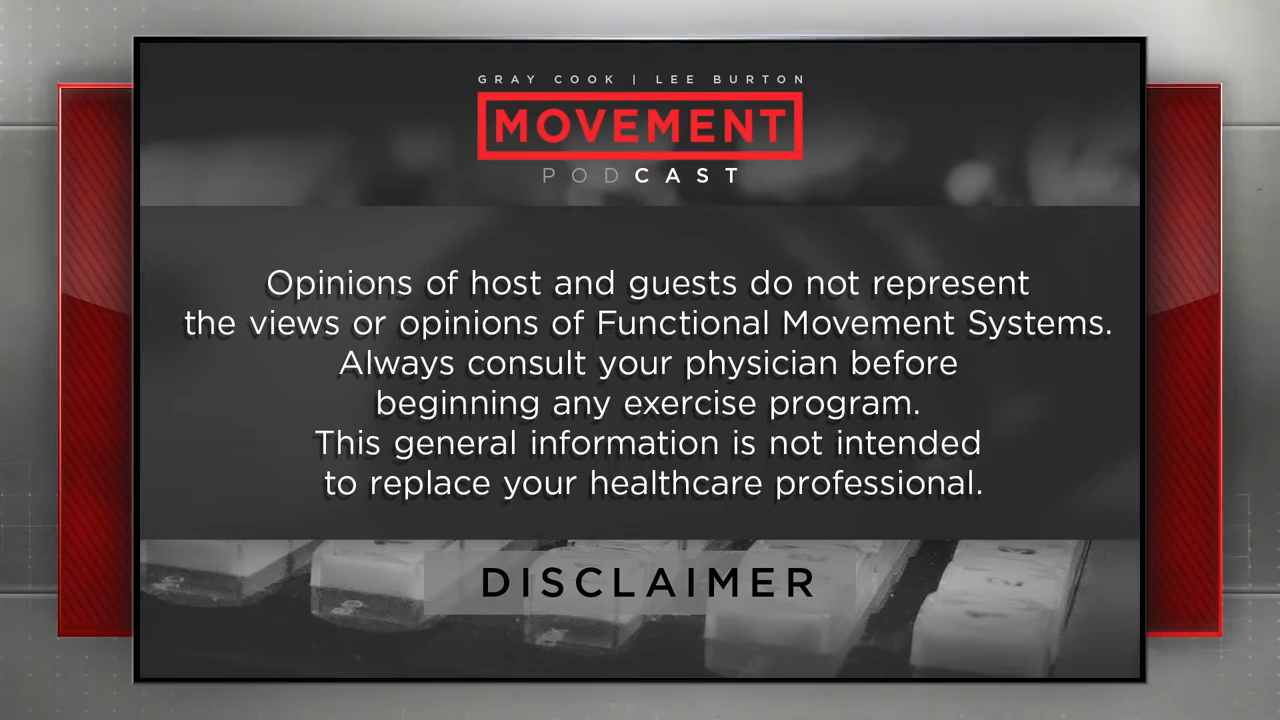 GRAY COOK | LEE BURTON
MOVEMENT
PODCAST
Opinions of host and guests do not represent
the views or opinions of Functional Movement Systems.
Always consult your physician before
beginning any exercise program.
This general information is not intended
to replace your healthcare professional.
DISCLAIMER